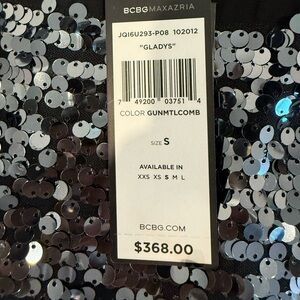 BCBGMAXAZRIA
JQI6U293-P08 102012
"GLADYS"
7 49200 03751 4
COLOR GUNMTLCOMB
SIZE S
AVAILABLE IN
XXS XS S M L
BCBG.COM
$368.00